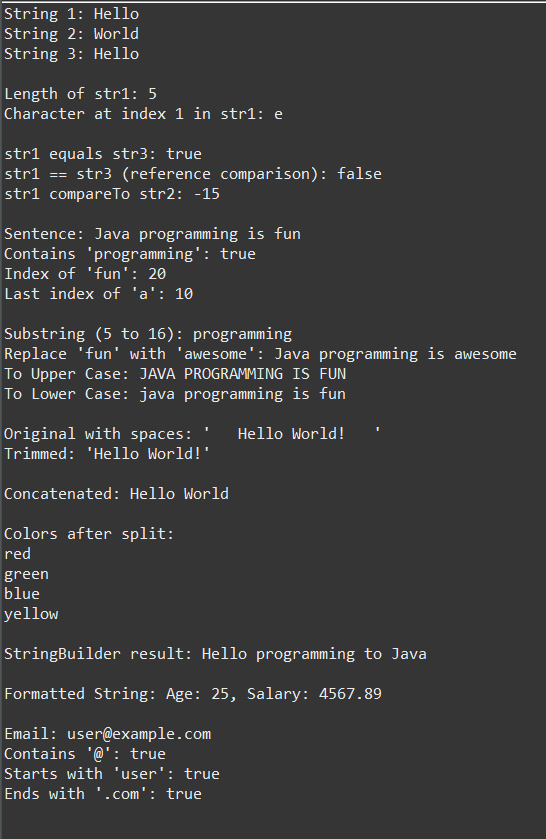 String 1: Hello
String 2: World
String 3: Hello
Length of str1: 5
Character at index 1 in str1: e
str1 equals str3: true
str1 == str3 (reference comparison): false
str1 compareTo str2: -15
Sentence: Java programming is fun
Contains 'programming': true
Index of 'fun': 20
Last index of 'a': 10
Substring (5 to 16): programming
Replace 'fun' with 'awesome': Java programming is awesome
To Upper Case: JAVA PROGRAMMING IS FUN
To Lower Case: java programming is fun
Original with spaces: '   Hello World!   '
Trimmed: 'Hello World!'
Concatenated: Hello World
Colors after split:
red
green
blue
yellow
StringBuilder result: Hello programming to Java
Formatted String: Age: 25, Salary: 4567.89
Email: user@example.com
Contains '@': true
Starts with 'user': true
Ends with '.com': true